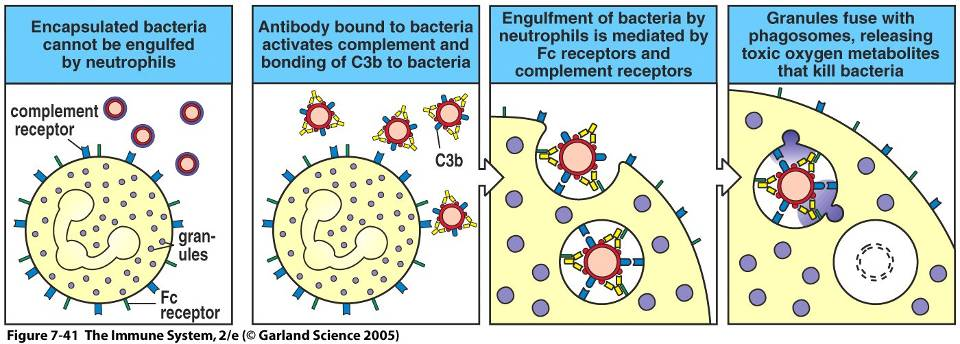 Encapsulated bacteria
cannot be engulfed
by neutrophils
complement
receptor
gran-
ules
Fc
receptor
Antibody bound to bacteria
activates complement and
bonding of C3b to bacteria
C3b
Engulfment of bacteria by
neutrophils is mediated by
Fc receptors and
complement receptors
Granules fuse with
phagosomes, releasing
toxic oxygen metabolites
that kill bacteria
Figure 7-41 The Immune System, 2/e (© Garland Science 2005)